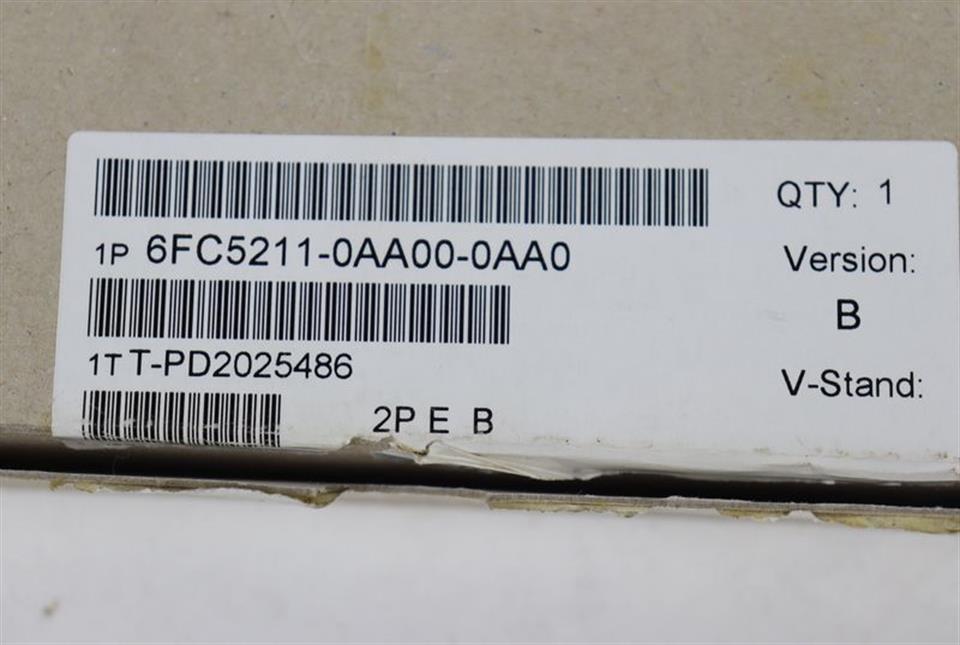 QTY: 1
1P 6FC5211-0AA00-0AA0
Version:
B
1T T-PD2025486
V-Stand:
2P E B